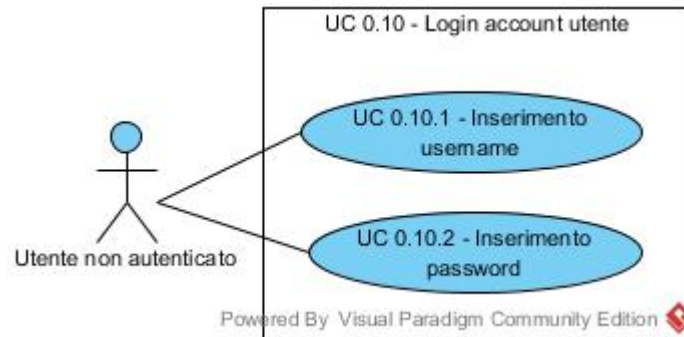 UC 0.10 - Login account utente
UC 0.10.1 - Inserimento
username
Utente non autenticato
UC 0.10.2 - Inserimento
password
Powered By Visual Paradigm Community Edition